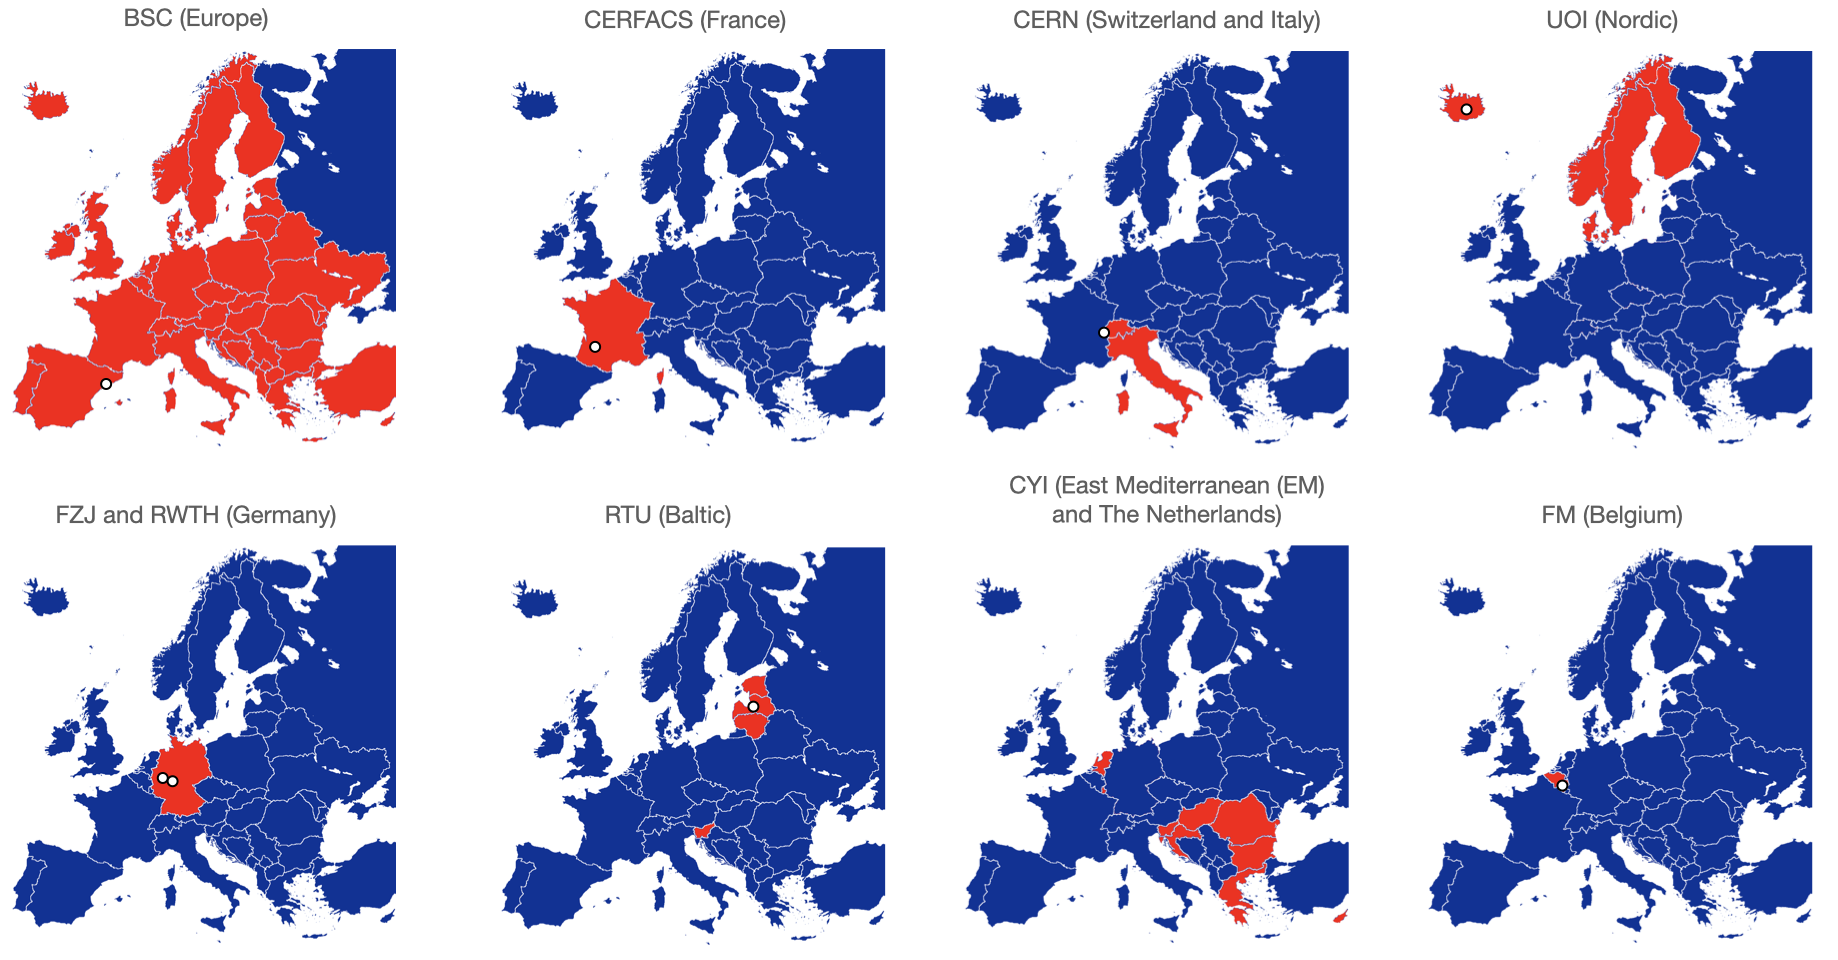 BSC (Europe)
CERFACS (France)
CERN (Switzerland and Italy)
UOI (Nordic)
FZJ and RWTH (Germany)
RTU (Baltic)
CYI (East Mediterranean (EM)
and The Netherlands)
FM (Belgium)